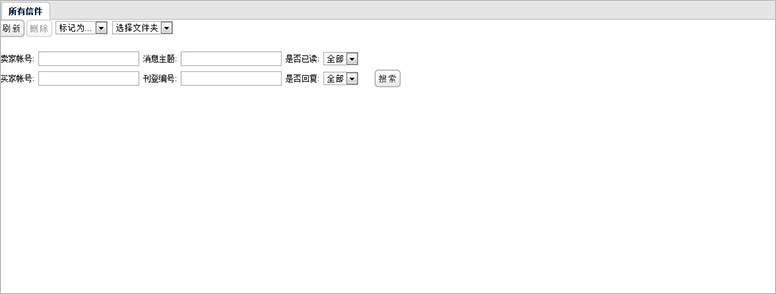 所有信件
刷新 删除 标记为... 选择文件夹
卖家帐号: 消息主题: 是否已读: 全部
买家帐号: 刊登编号: 是否回复: 全部 搜索